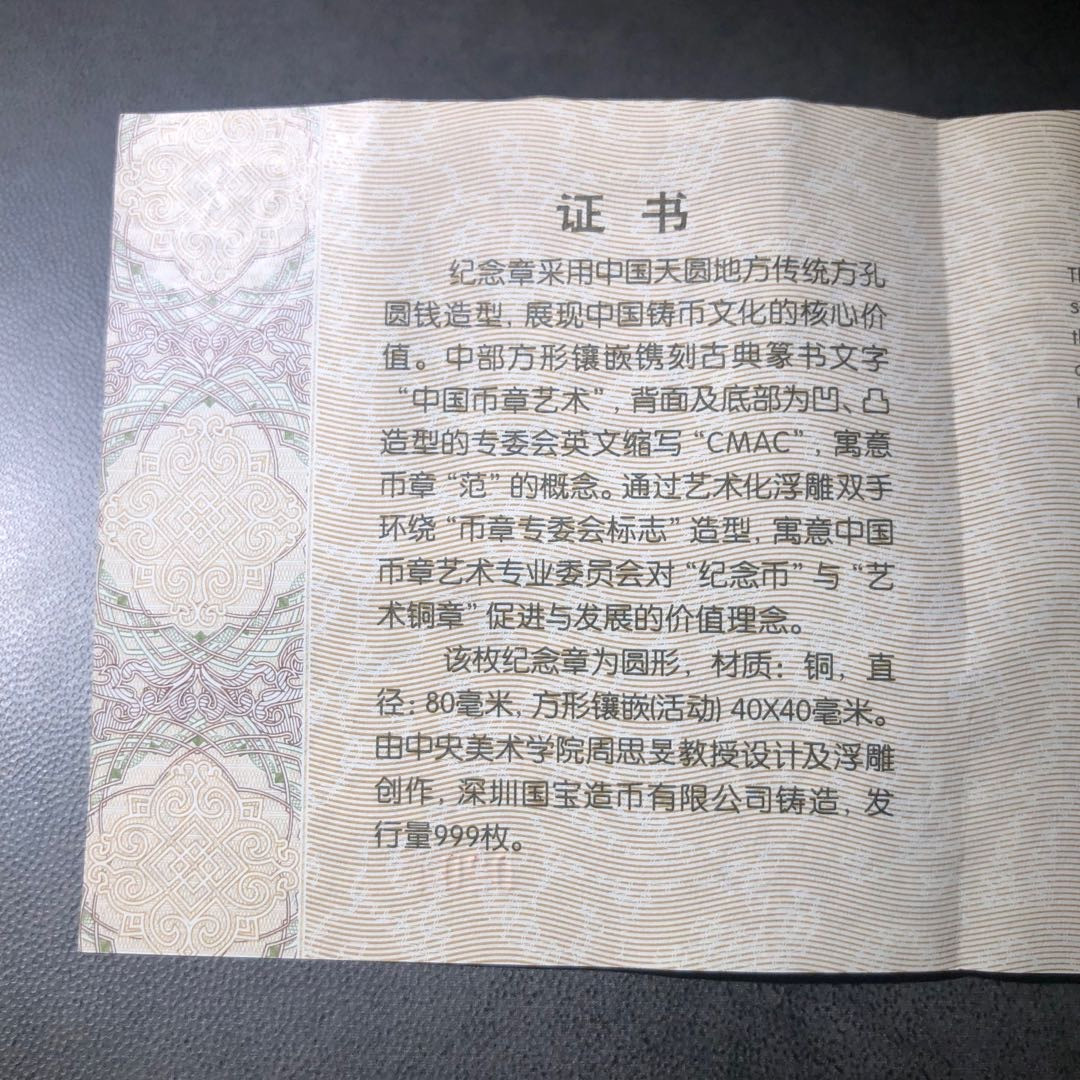 证 书
纪念章采用中国天圆地方传统方孔
圆钱造型，展现中国铸币文化的核心价
值。中部方形镶嵌镌刻古典篆书文字
“中国币章艺术”，背面及底部为凹、凸
造型的专委会英文缩写“CMAC”，寓意
币章“范”的概念。通过艺术化浮雕双手
环绕“币章专委会标志”造型，寓意中国
币章艺术专业委员会对“纪念币”与“艺
术铜章”促进与发展的价值理念。
该枚纪念章为圆形，材质：铜，直
径：80毫米，方形镶嵌(活动) 40X40毫米。
由中央美术学院周思旻教授设计及浮雕
创作，深圳国宝造币有限公司铸造，发
行量999枚。